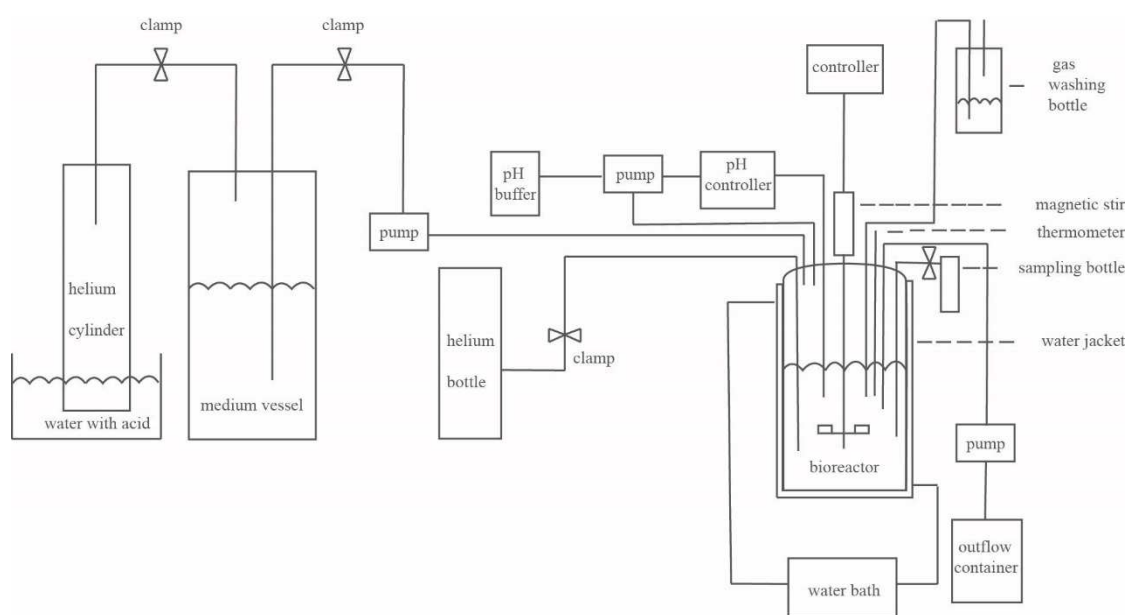 clamp
clamp
controller
gas
washing
bottle
pH
buffer
pump
pH
controller
magnetic stir
thermometer
sampling bottle
pump
helium
cylinder
helium
bottle
clamp
water jacket
medium vessel
water with acid
bioreactor
pump
outflow
container
water bath